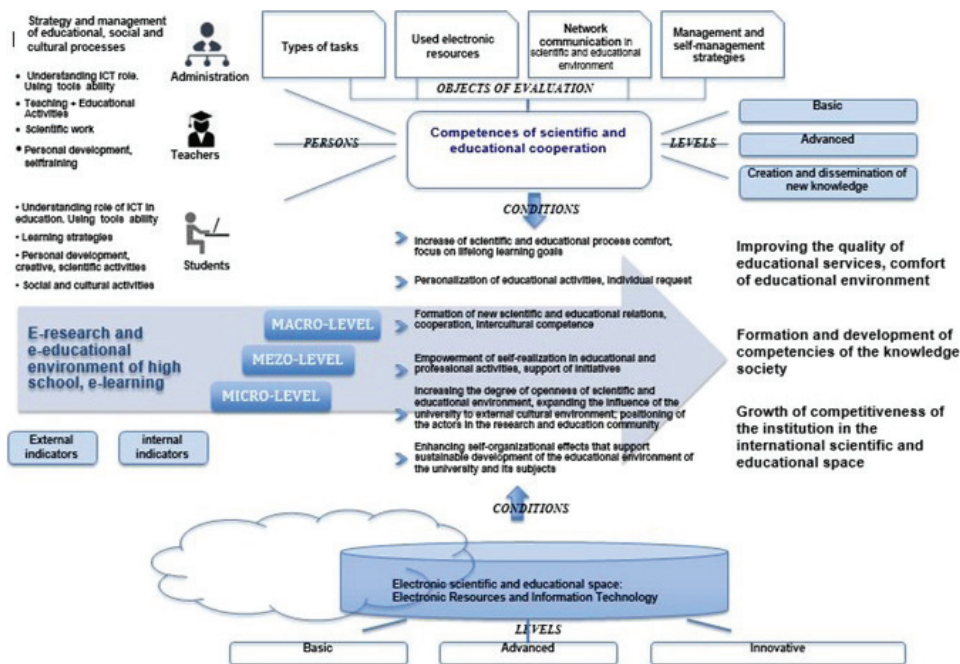 Strategy and management
of educational, social and
cultural processes
Administration
• Understanding ICT role.
Using tools ability
• Teaching + Educational
Activities
• Scientific work
• Personal development,
selftraining
Teachers
• Understanding role of ICT in
education. Using tools ability
• Learning strategies
• Personal development,
creative, scientific activities
• Social and cultural activities
Students
PERSONS
Types of tasks
Used electronic
resources
Network
communication in
scientific and educational
environment
Management and
self-management
strategies
OBJECTS OF EVALUATION
Competences of scientific and
educational cooperation
LEVELS
Basic
Advanced
Creation and dissemination of
new knowledge
CONDITIONS
Increase of scientific and educational process comfort,
focus on lifelong learning goals
Personalization of educational activities, individual request
Formation of new scientific and educational relations,
cooperation, intercultural competence
Empowerment of self-realization in educational and
professional activities, support of initiatives
Increasing the degree of openness of scientific and
educational environment, expanding the influence of the
university to external cultural environment; positioning of
the actors in the research and education community
Enhancing self-organizational effects that support
sustainable development of the educational environment of
the university and its subjects
E-research and
e-educational
environment of high
school, e-learning
MACRO-LEVEL
MEZO-LEVEL
MICRO-LEVEL
External
indicators
internal
indicators
Improving the quality of
educational services, comfort
of educational environment
Formation and development of
competencies of the knowledge
society
Growth of competitiveness of
the institution in the
international scientific and
educational space
CONDITIONS
Electronic scientific and educational space:
Electronic Resources and Information Technology
LEVELS
Basic
Advanced
Innovative